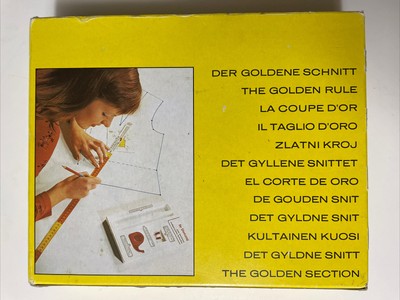 DER GOLDENE SCHNITT
THE GOLDEN RULE
LA COUPE D'OR
IL TAGLIO D'ORO
ZLATNI KROJ
DET GYLLENE SNITTET
EL CORTE DE ORO
DE GOUDEN SNIT
DET GYLDNE SNIT
KULTAINEN KUOSI
DET GYLDNE SNITT
THE GOLDEN SECTION